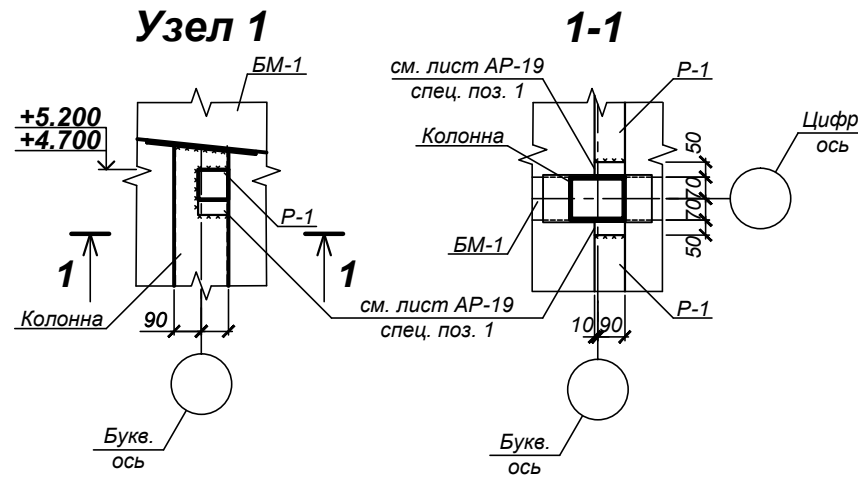 Узел 1
БМ-1
+5.200
+4.700
Р-1
1
1
Колонна
90
см. лист АР-19
спец. поз. 1
Букв.
ось
1-1
см. лист АР-19
спец. поз. 1
Р-1
Колонна
Цифр
ось
50
70
70
50
БМ-1
Р-1
10
90
Букв.
ось